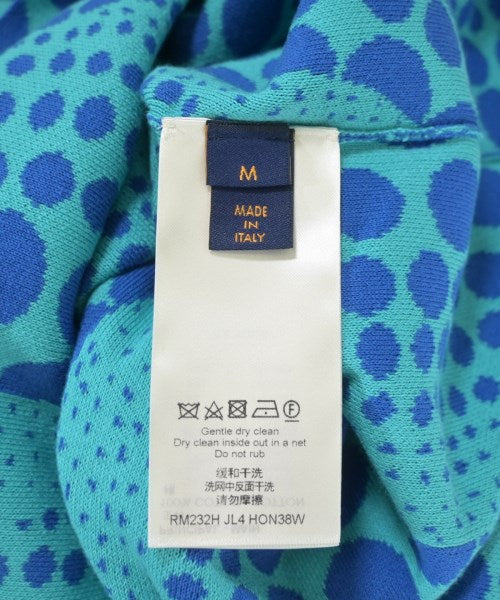 M
MADE
IN
ITALY
F
Gentle dry clean
Dry clean inside out in a net
Do not rub
缓和干洗
洗网中反面干洗
请勿摩擦
RM232H JL4 HON38W